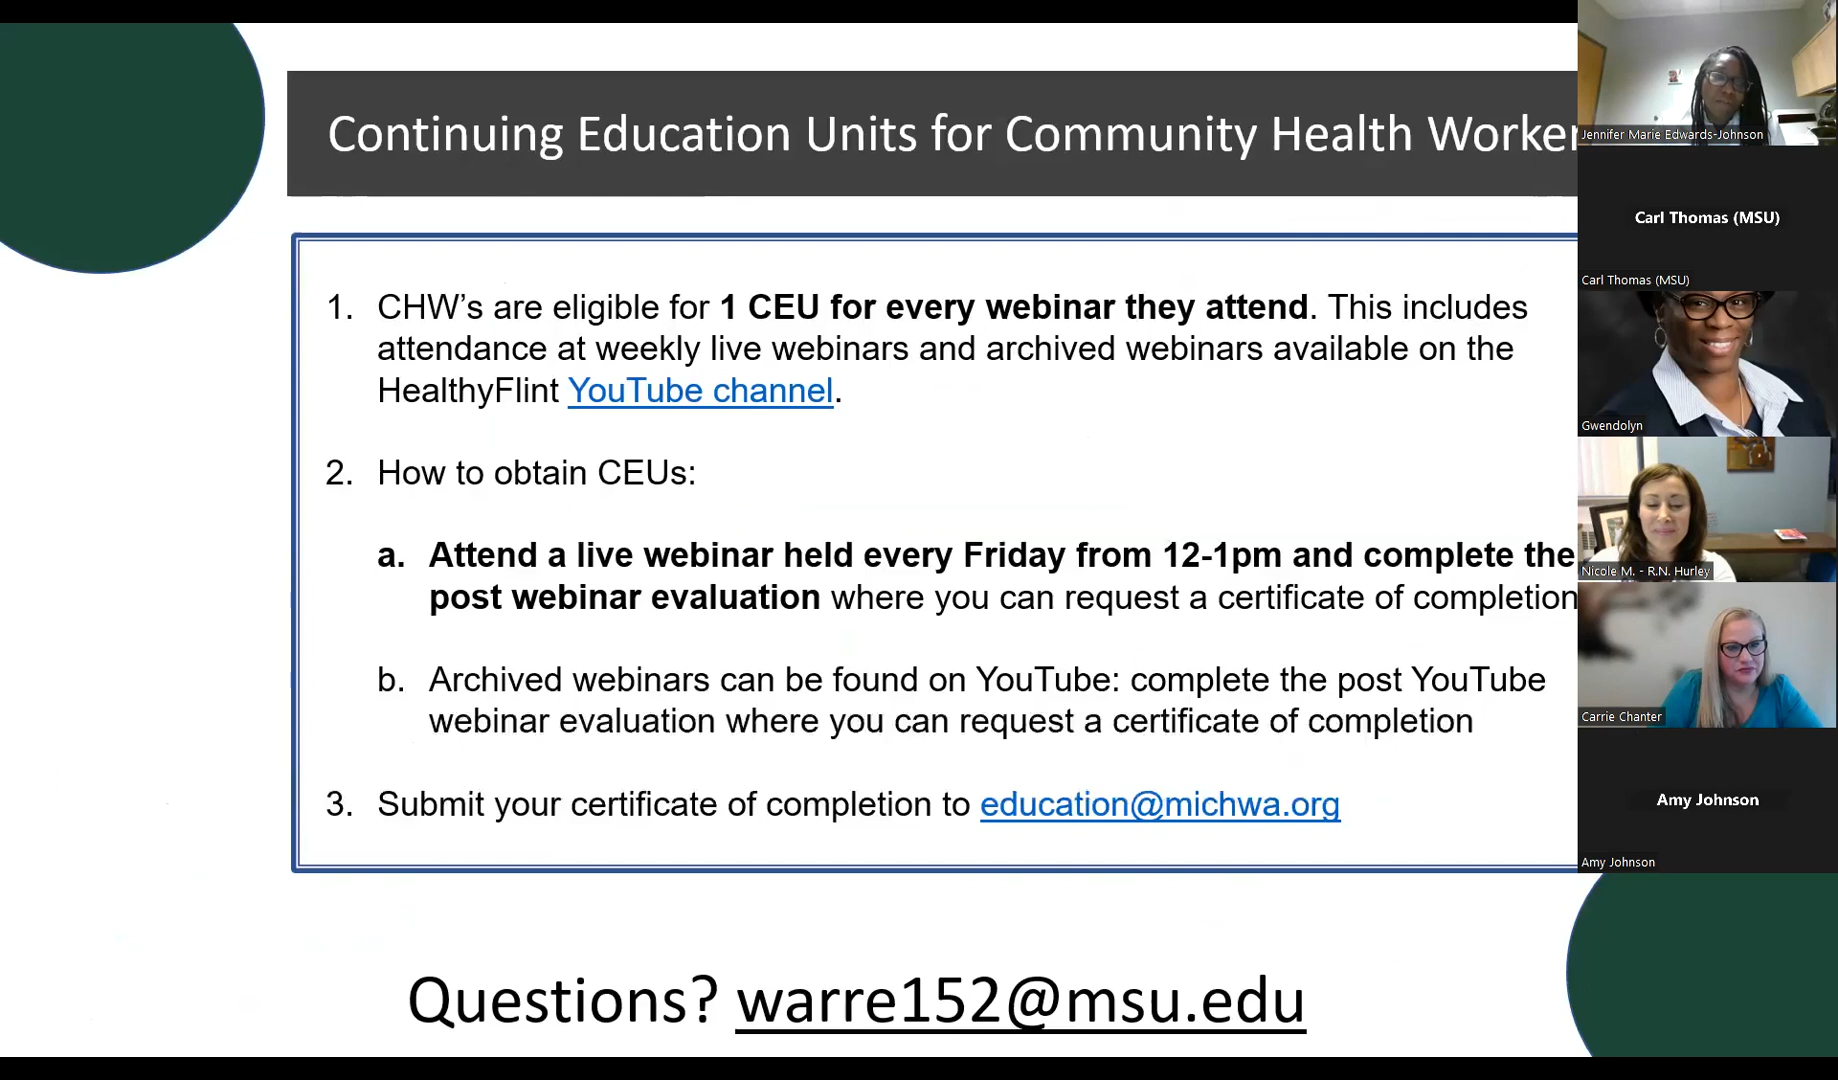 Continuing Education Units for Community Health Worker
1. CHW’s are eligible for 1 CEU for every webinar they attend. This includes
attendance at weekly live webinars and archived webinars available on the
HealthyFlint YouTube channel.
2. How to obtain CEUs:
a. Attend a live webinar held every Friday from 12-1pm and complete the
post webinar evaluation where you can request a certificate of completion
b. Archived webinars can be found on YouTube: complete the post YouTube
webinar evaluation where you can request a certificate of completion
3. Submit your certificate of completion to education@michwa.org
Questions? warre152@msu.edu
Jennifer Marie Edwards-Johnson
Carl Thomas (MSU)
Carl Thomas (MSU)
Gwendolyn
Nicole M. - R.N. Hurley
Carrie Chanter
Amy Johnson
Amy Johnson